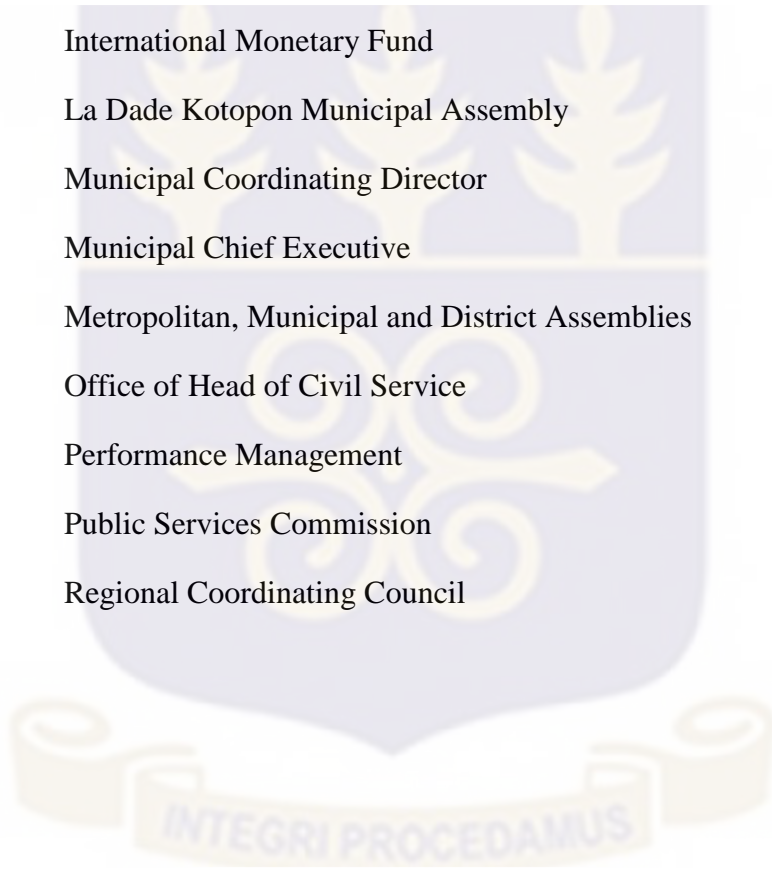 International Monetary Fund
La Dade Kotopon Municipal Assembly
Municipal Coordinating Director
Municipal Chief Executive
Metropolitan, Municipal and District Assemblies
Office of Head of Civil Service
Performance Management
Public Services Commission
Regional Coordinating Council
INTEGRI PROCEDAMUS